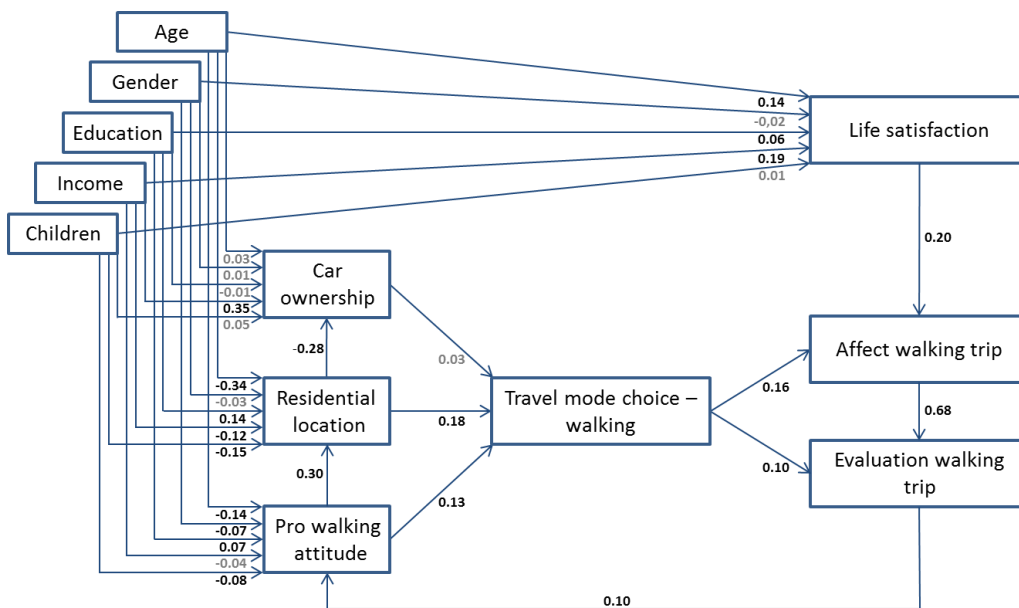 Age
Gender
Education
Income
Children
0.14
-0,02
0.06
0.19
0.01
Life satisfaction
0.20
0.03
0.01
-0.01
0.35
0.05
Car
ownership
-0.28
0.03
-0.34
-0.03
0.14
-0.12
-0.15
Residential
location
0.18
Travel mode choice –
walking
0.16
Affect walking trip
0.68
0.10
Evaluation walking
trip
0.30
0.13
-0.14
-0.07
0.07
-0.04
-0.08
Pro walking
attitude
0.10